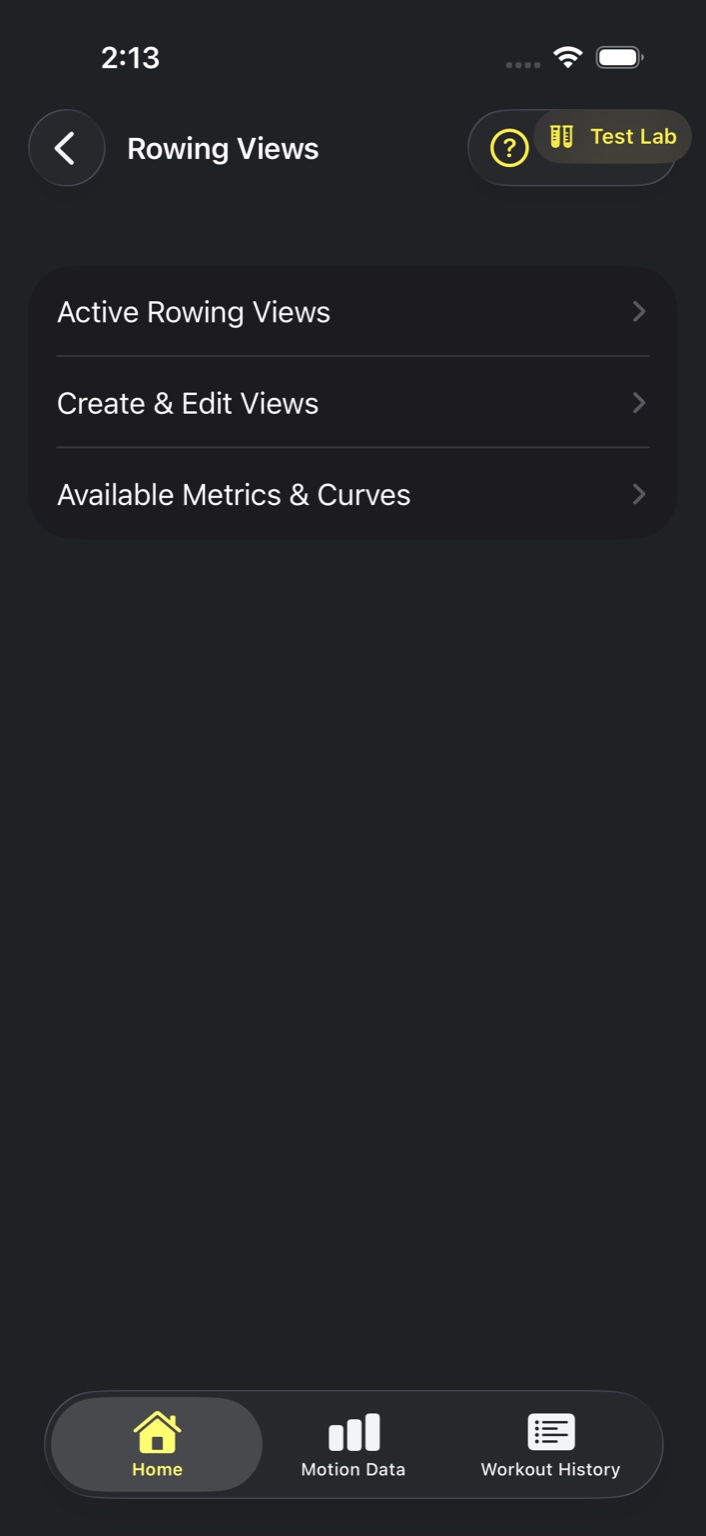 2:13
Rowing Views
?
Test Lab
Active Rowing Views
Create & Edit Views
Available Metrics & Curves
Home
Motion Data
Workout History